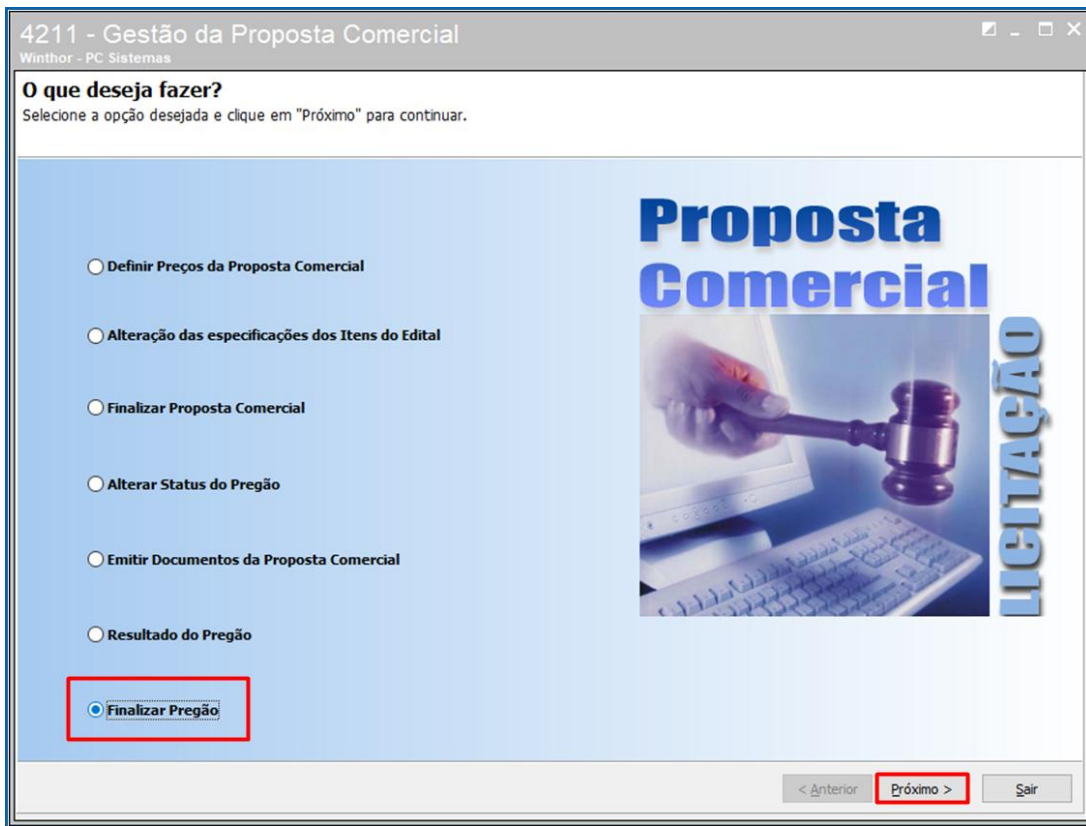 4211 - Gestão da Proposta Comercial
Winthor - PC Sistemas
O que deseja fazer?
Selecione a opção desejada e clique em "Próximo" para continuar.
Definir Preços da Proposta Comercial
Alteração das especificações dos Itens do Edital
Finalizar Proposta Comercial
Alterar Status do Pregão
Emitir Documentos da Proposta Comercial
Resultado do Pregão
Finalizar Pregão
Proposta
Comercial
LICITAÇÃO
< Anterior
Próximo >
Sair